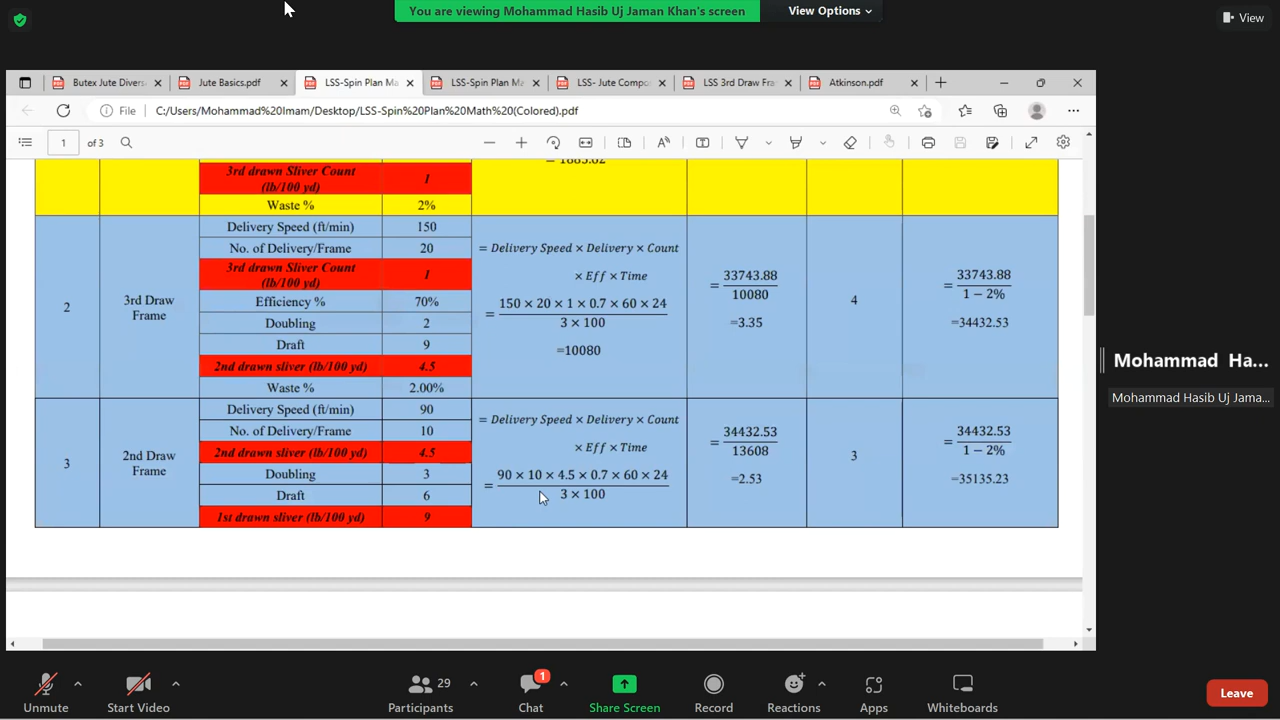 You are viewing Mohammad Hasib Uj Jaman Khan's screen
View Options
View
Butex Jute Divers
Jute Basics.pdf
LSS-Spin Plan Ma
LSS-Spin Plan Ma
LSS- Jute Compo
LSS 3rd Draw Fra
Atkinson.pdf
File
C:/Users/Mohammad%20Imam/Desktop/LSS-Spin%20Plan%20Math%20(Colored).pdf
1 of 3
3rd drawn Sliver Count (lb/100 yd) 1
Waste % 2%
2
3rd Draw Frame
Delivery Speed (ft/min) 150
No. of Delivery/Frame 20
3rd drawn Sliver Count (lb/100 yd) 1
Efficiency % 70%
Doubling 2
Draft 9
2nd drawn sliver (lb/100 yd) 4.5
Waste % 2.00%
= Delivery Speed × Delivery × Count
× Eff × Time
= 150 × 20 × 1 × 0.7 × 60 × 24
3 × 100
=10080
= 33743.88
10080
=3.35
4
= 33743.88
1 − 2%
=34432.53
3
2nd Draw Frame
Delivery Speed (ft/min) 90
No. of Delivery/Frame 10
2nd drawn sliver (lb/100 yd) 4.5
Doubling 3
Draft 6
1st drawn sliver (lb/100 yd) 9
= Delivery Speed × Delivery × Count
× Eff × Time
= 90 × 10 × 4.5 × 0.7 × 60 × 24
3 × 100
= 34432.53
13608
=2.53
3
= 34432.53
1 − 2%
=35135.23
Mohammad Ha...
Mohammad Hasib Uj Jama...
Unmute
Start Video
29
Participants
1
Chat
Share Screen
Record
Reactions
Apps
Whiteboards
Leave